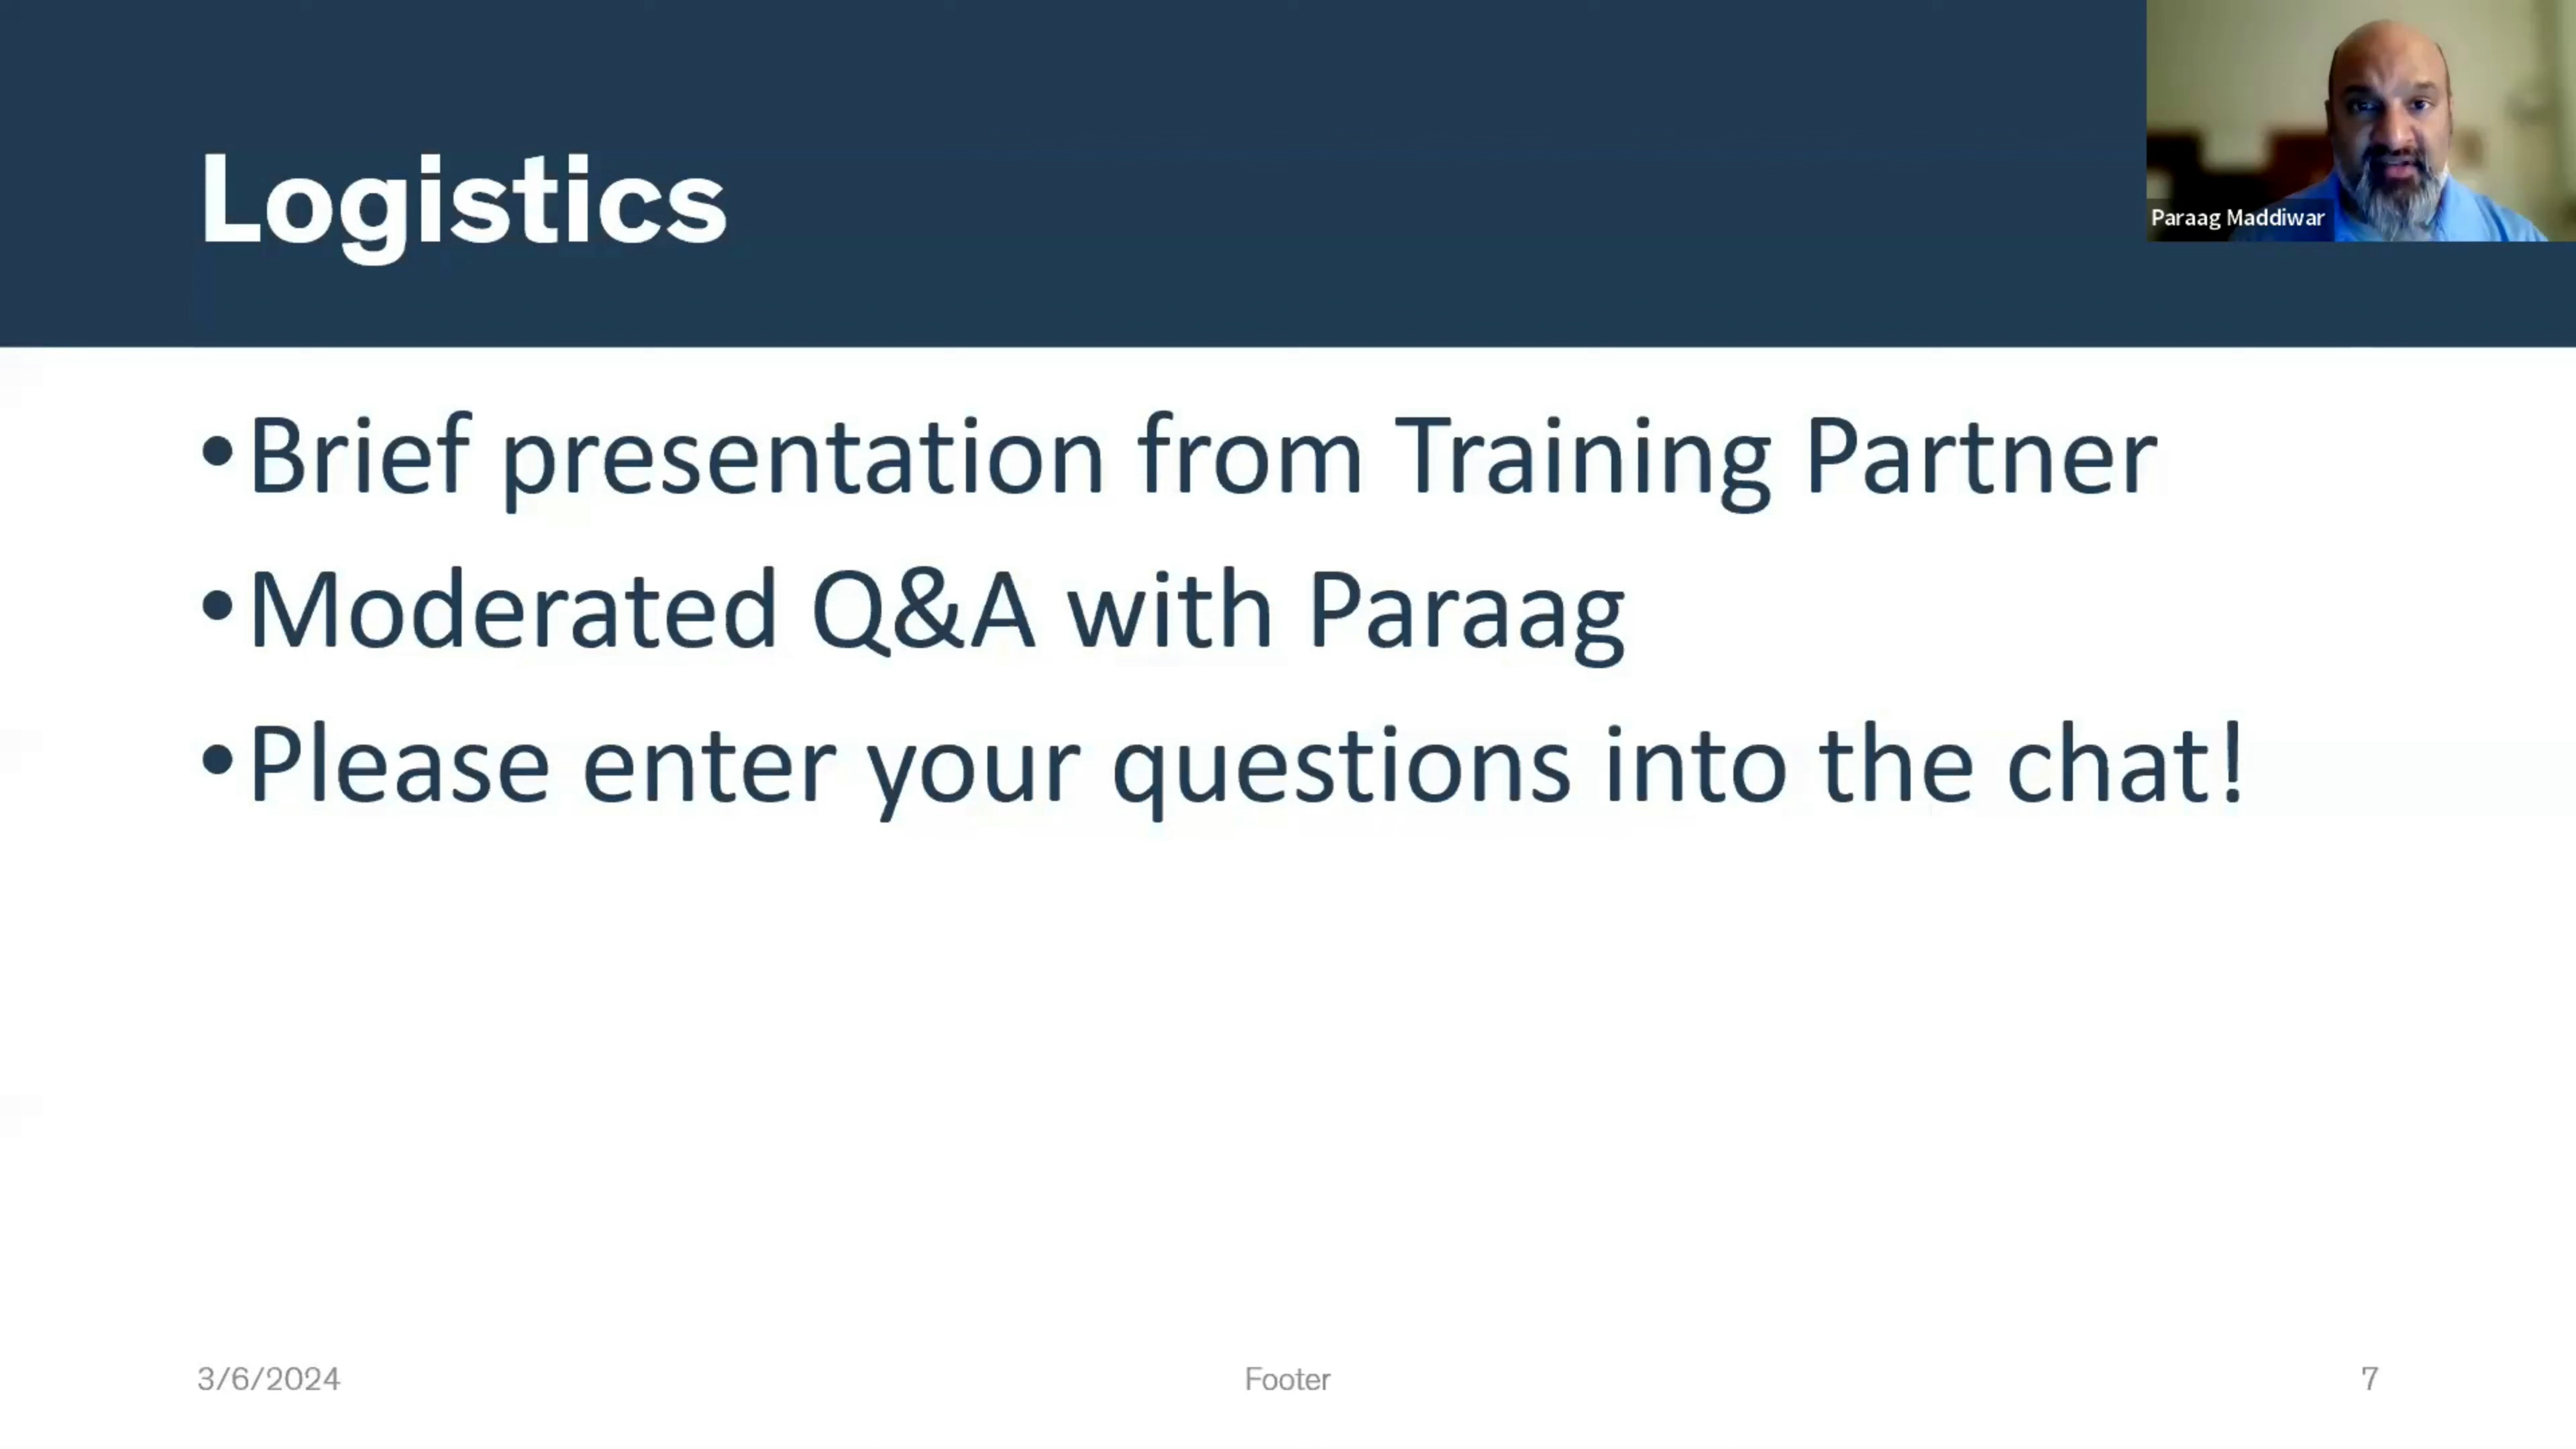 Logistics
Paraag Maddiwar
•Brief presentation from Training Partner
•Moderated Q&A with Paraag
•Please enter your questions into the chat!
3/6/2024
Footer
7